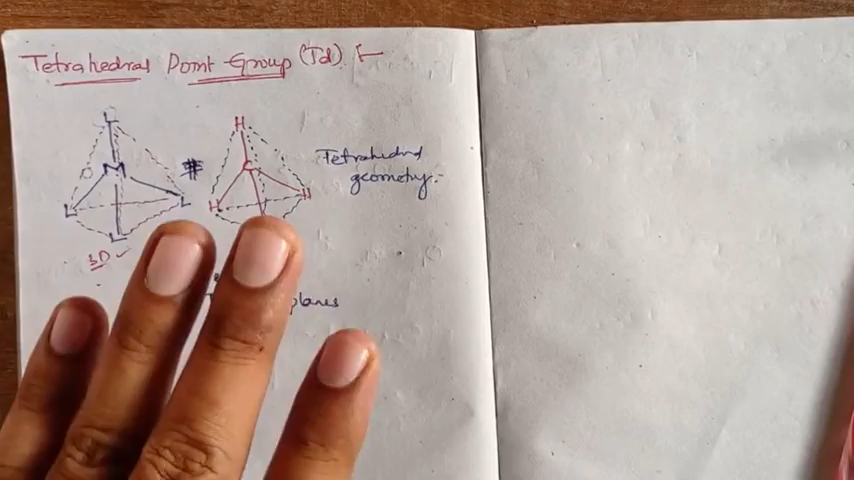 Tetrahedral Point Group (Td) :-
L
H
Tetrahedral
geometry:-
M
C
L
L
H
H
L
3D ✓
planes